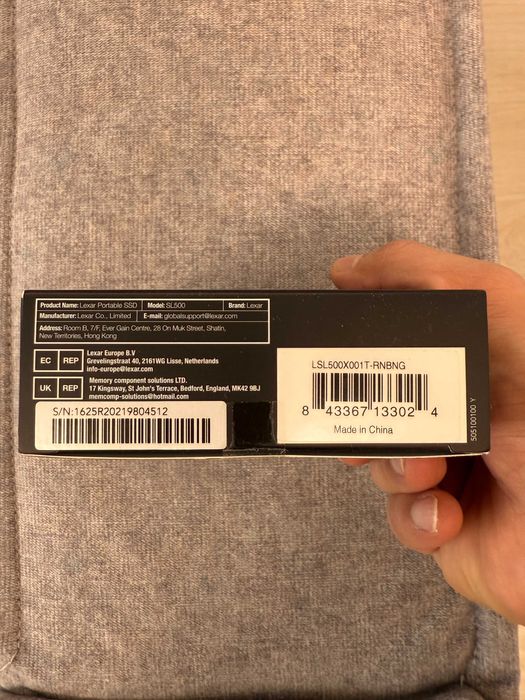 Product Name: Lexar Portable SSD Model: SL500 Brand: Lexar
Manufacturer: Lexar Co., Limited E-mail: globalsupport@lexar.com
Address: Room B, 7/F, Ever Gain Centre, 28 On Muk Street, Shatin,
New Territories, Hong Kong
EC REP
Lexar Europe B.V
Grevelingstraat 40, 2161WG Lisse, Netherlands
info-europe@lexar.com
UK REP
Memory component solutions LTD.
17 Kingsway, St John's Terrace, Bedford, England, MK42 9BJ
memcomp-solutions@hotmail.com
S/N:1625R20219804512
LSL500X001T-RNBNG
8 43367 13302 4
Made in China
505100100 Y